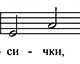 - си - чки,